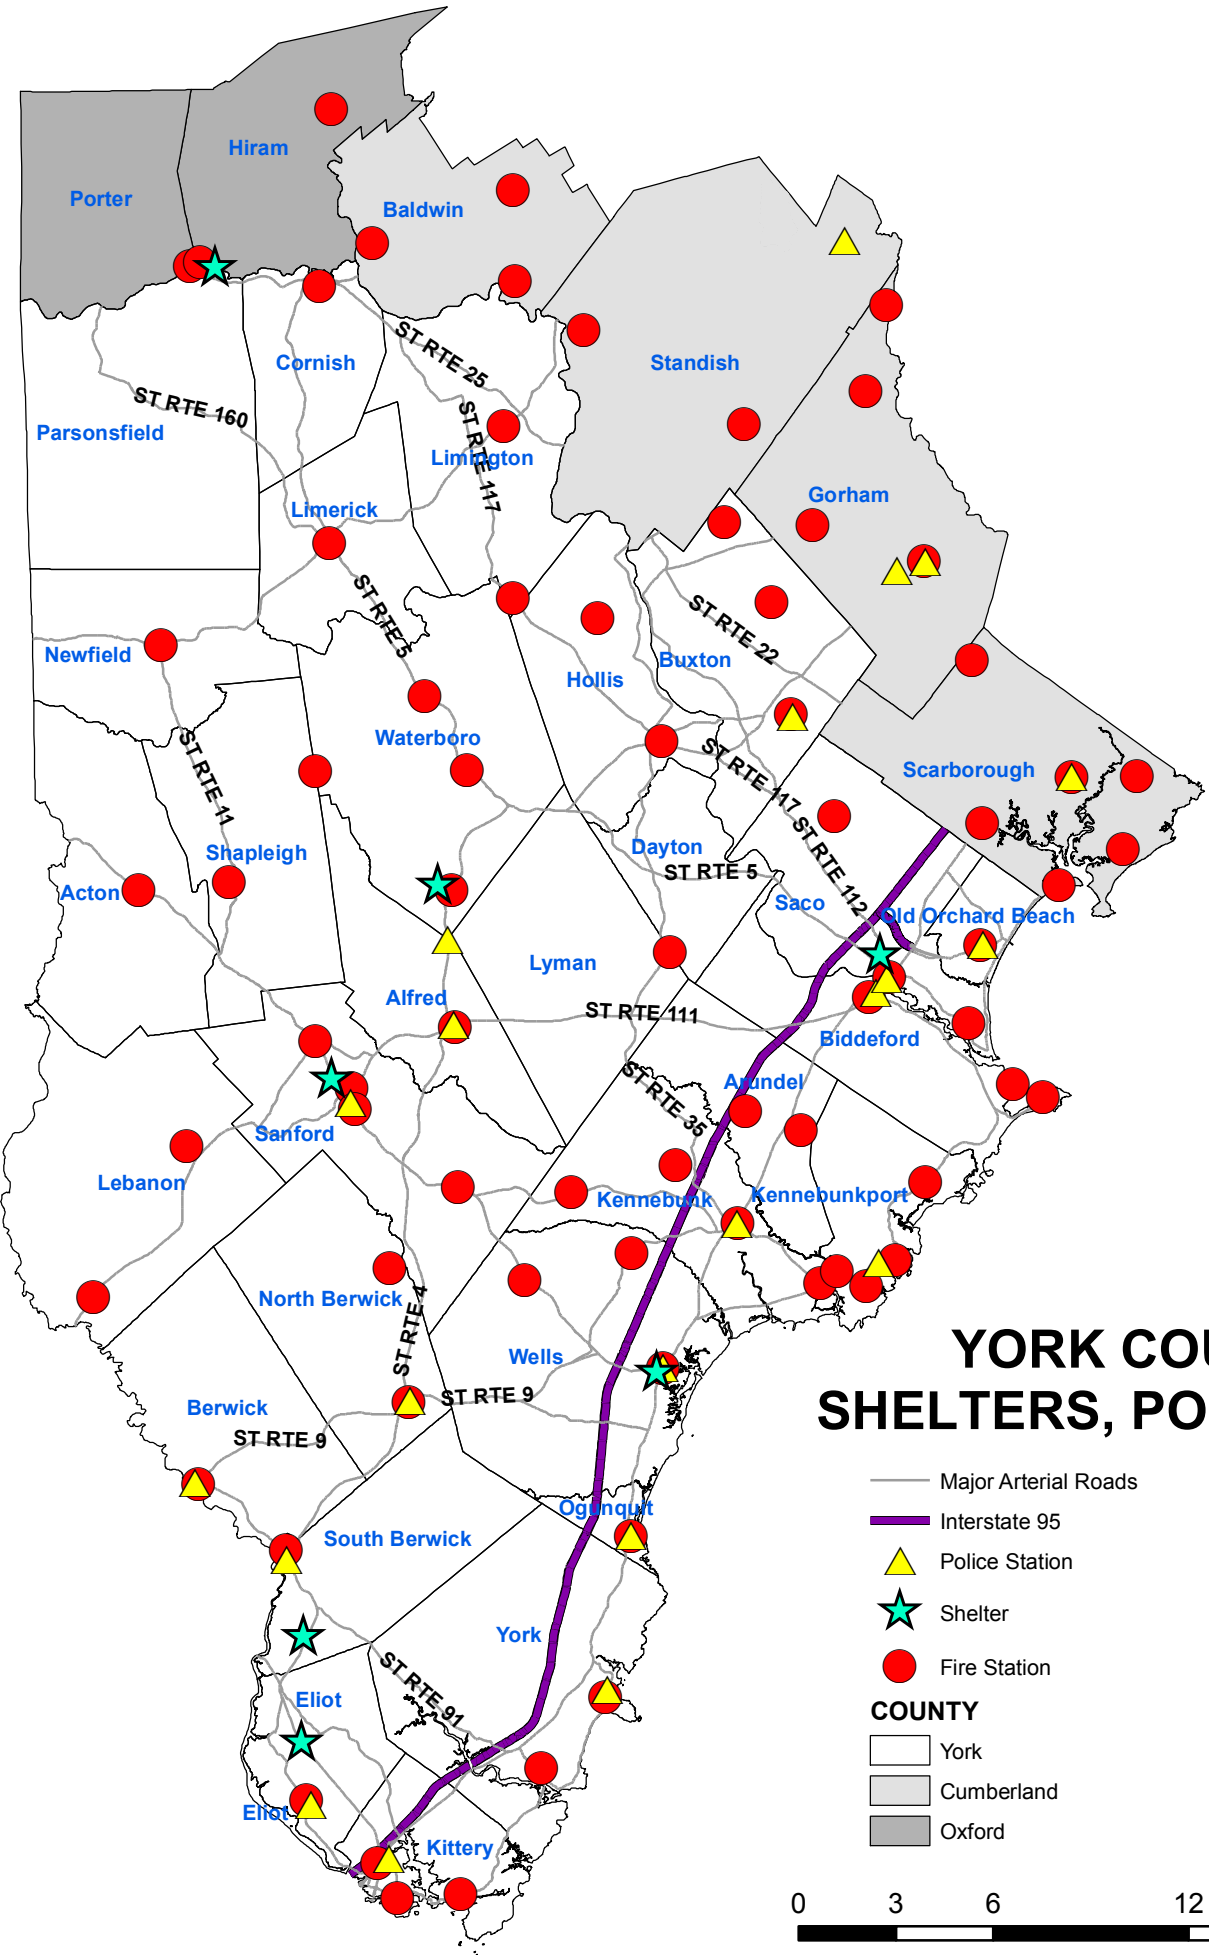 Hiram
Porter
Baldwin
Standish
Cornish
ST RTE 25
ST RTE 160
Parsonsfield
ST RTE 117
Limington
Gorham
Limerick
ST RTE 5
ST RTE 22
Newfield
Buxton
Hollis
Waterboro
ST RTE 11
ST RTE 117
Scarborough
Shapleigh
Dayton
ST RTE 5
ST RTE 112
Acton
Saco
Old Orchard Beach
Lyman
Alfred
ST RTE 111
Biddeford
Arundel
ST RTE 35
Sanford
Lebanon
Kennebunk
Kennebunkport
North Berwick
ST RTE 4
Wells
ST RTE 9
Berwick
ST RTE 9
Ogunquit
South Berwick
York
ST RTE 91
Eliot
Eliot
Kittery
YORK COU
SHELTERS, PO
Major Arterial Roads
Interstate 95
Police Station
Shelter
Fire Station
COUNTY
York
Cumberland
Oxford
0 3 6 12